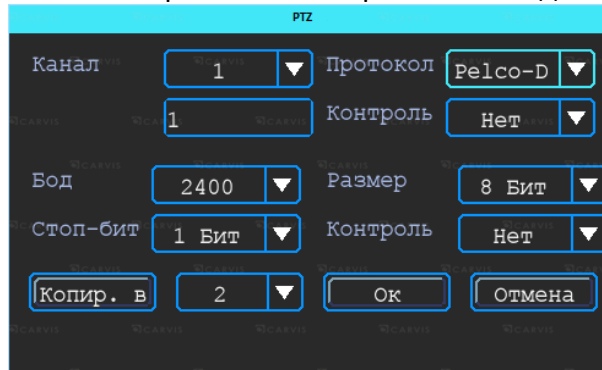 PTZ
Канал 1 Протокол Pelco-D
1 Контроль Нет
Бод 2400 Размер 8 Бит
Стоп-бит 1 Бит Контроль Нет
Копир. в 2 Ок Отмена